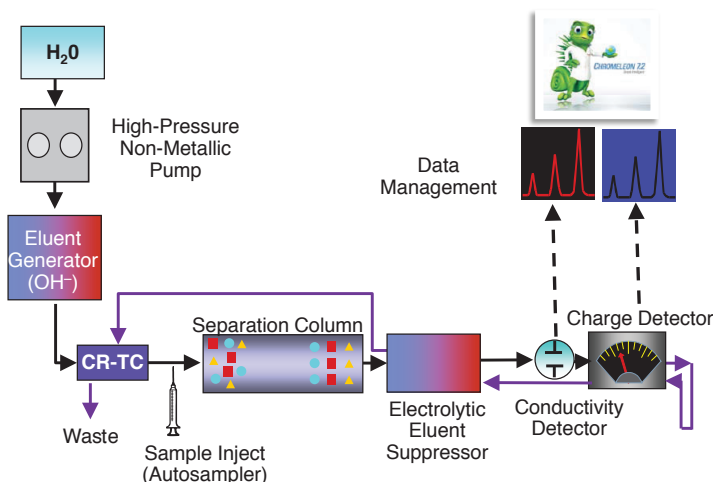 H₂0
High-Pressure
Non-Metallic
Pump
CHROMELEON 7.2
Data
Management
Eluent
Generator
(OH⁻)
Separation Column
Charge Detector
CR-TC
Waste
Sample Inject
(Autosampler)
Electrolytic
Eluent
Suppressor
Conductivity
Detector